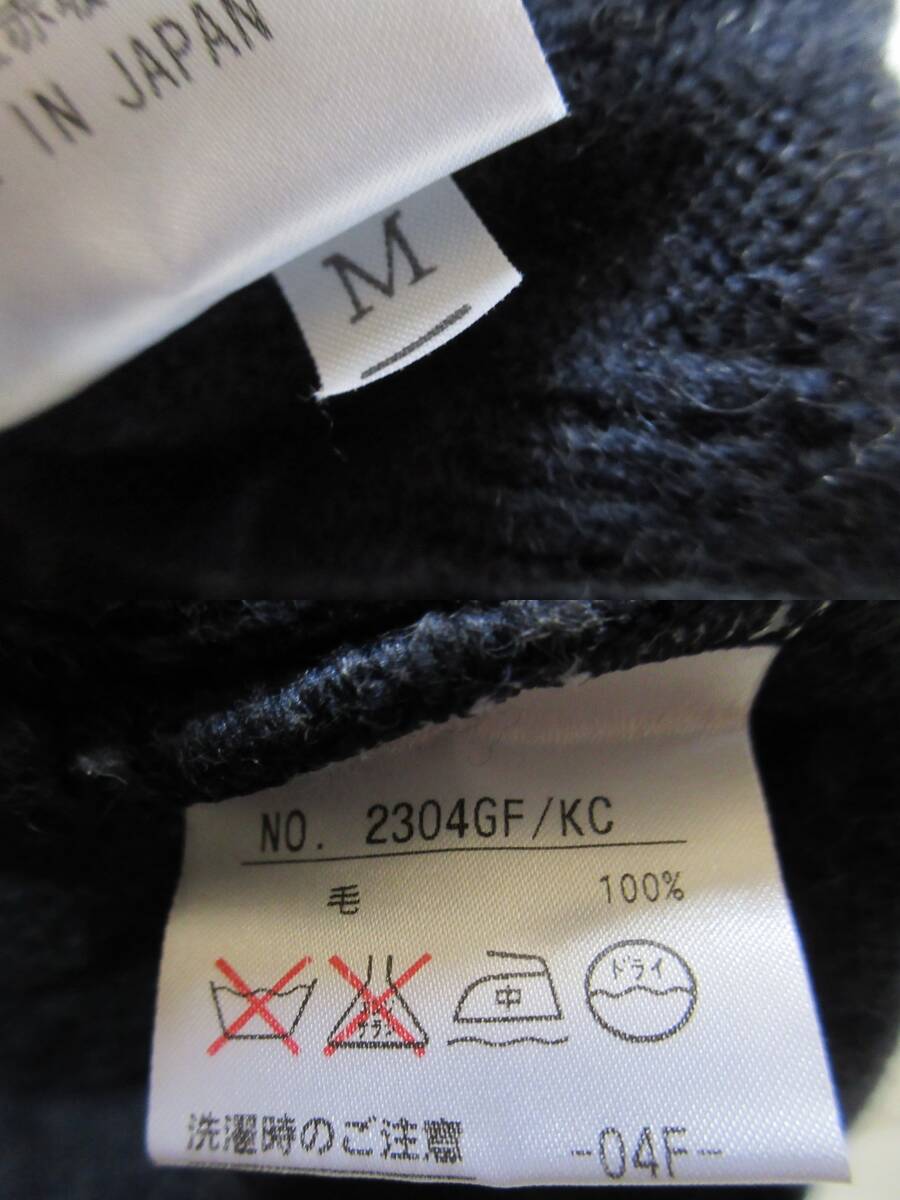 IN JAPAN
M
NO. 2304GF/KC
毛 100%
中 ドライ
洗濯時のご注意 -04F-